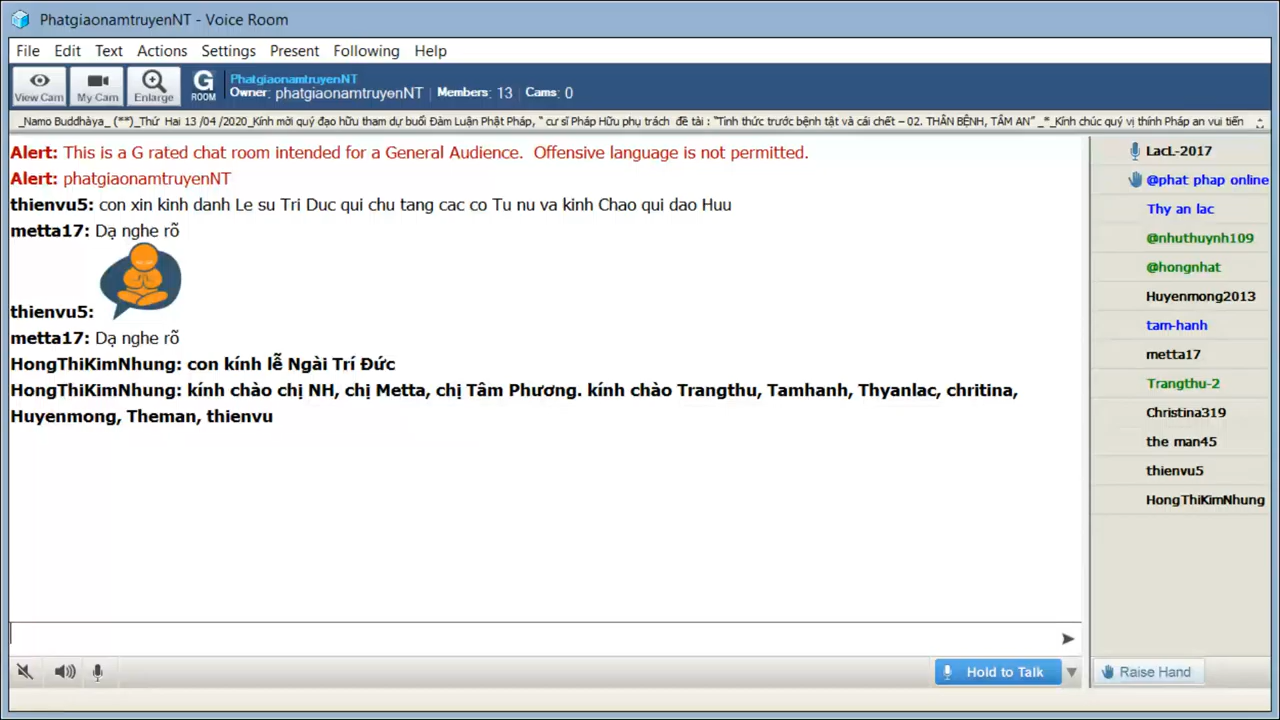 PhatgiaonamtruyenNT - Voice Room
File Edit Text Actions Settings Present Following Help
View Cam My Cam Enlarge G ROOM
PhatgiaonamtruyenNT
Owner: phatgiaonamtruyenNT | Members: 13 | Cams: 0
_Namo Buddhàya_ (**)_Thứ Hai 13 /04 /2020_Kính mời quý đạo hữu tham dự buổi Đàm Luận Phật Pháp, " cư sĩ Pháp Hữu phụ trách đề tài : "Tỉnh thức trước bệnh tật và cái chết – 02. THÂN BỆNH, TÂM AN" _*_Kính chúc quý vị thính Pháp an vui tiến
Alert: This is a G rated chat room intended for a General Audience. Offensive language is not permitted.
Alert: phatgiaonamtruyenNT
thienvu5: con xin kinh danh Le su Tri Duc qui chu tang cac co Tu nu va kinh Chao qui dao Huu
metta17: Dạ nghe rõ
thienvu5:
metta17: Dạ nghe rõ
HongThiKimNhung: con kính lễ Ngài Trí Đức
HongThiKimNhung: kính chào chị NH, chị Metta, chị Tâm Phương. kính chào Trangthu, Tamhanh, Thyanlac, chritina,
Huyenmong, Theman, thienvu
LacL-2017
@phat phap online
Thy an lac
@nhuthuynh109
@hongnhat
Huyenmong2013
tam-hanh
metta17
Trangthu-2
Christina319
the man45
thienvu5
HongThiKimNhung
Hold to Talk
Raise Hand